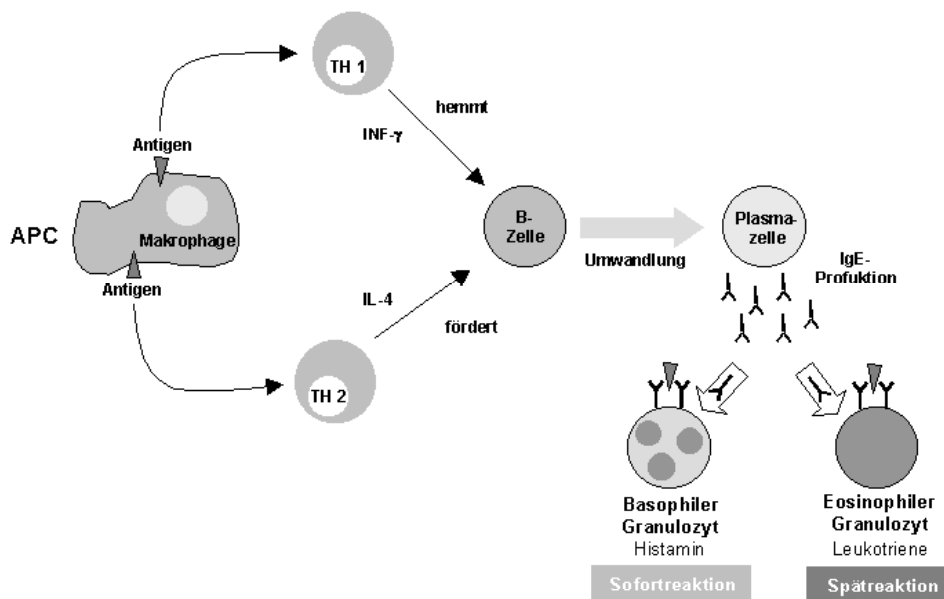 TH 1
hemmt
INF-γ
Antigen
APC
Makrophage
Antigen
B-
Zelle
Umwandlung
Plasma-
zelle
IgE-
Profuktion
IL-4
fördert
TH 2
Basophiler
Granulozyt
Histamin
Sofortreaktion
Eosinophiler
Granulozyt
Leukotriene
Spätreaktion